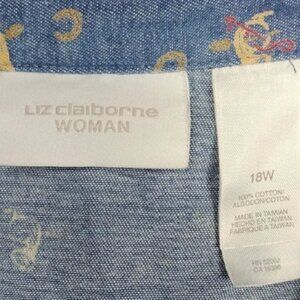 Liz claiborne
WOMAN
18W
100% COTTON/
ALGODON/COTON
MADE IN TAIWAN
HECHO EN TAIWAN
FABRIQUE A TAIWAN